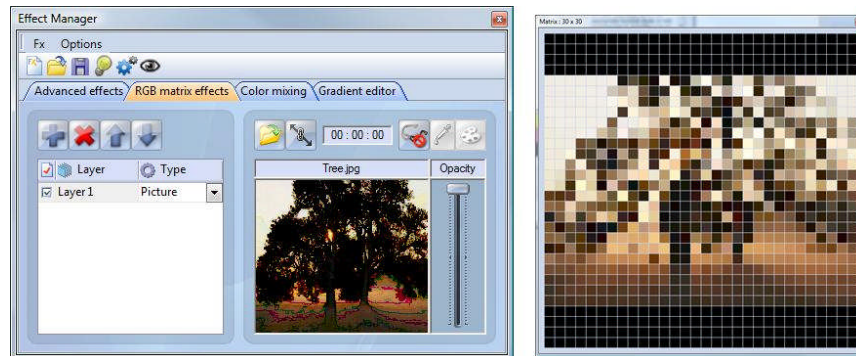 Effect Manager
Fx Options
Advanced effects RGB matrix effects Color mixing Gradient editor
00 : 00 : 00
Layer Type
Layer 1 Picture
Tree.jpg Opacity
Matrix : 30 x 30